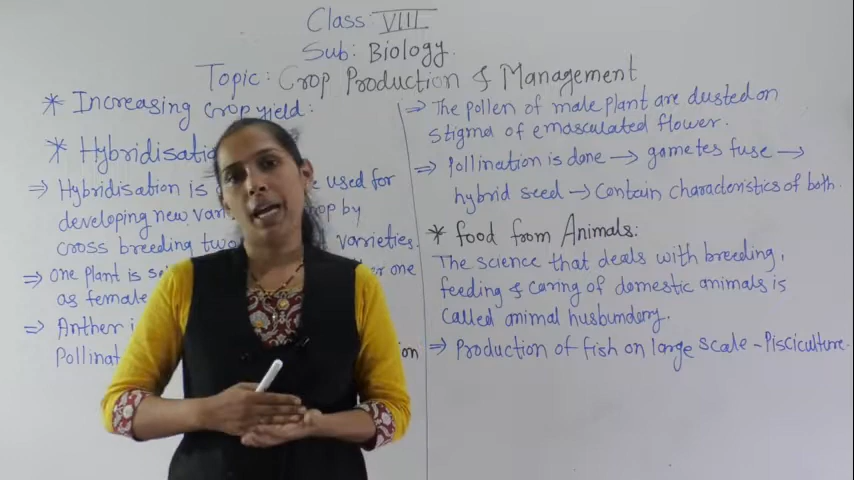 Class VIII
Sub: Biology.
Topic: Crop Production & Management
* Increasing crop yield:
* Hybridisatio
⇒ Hybridisation is used for
developing new var rop by
cross breeding two varieties.
⇒ One plant is se er one
as female
⇒ Anther i
Pollinat ion
⇒ The pollen of male plant are dusted on
stigma of emasculated flower.
⇒ Pollination is done → gametes fuse →
hybrid seed → Contain characteristics of both.
* food from Animals:
The science that deals with breeding,
feeding & caring of domestic animals is
called animal husbundery.
⇒ Production of fish on large scale - Pisciculture.